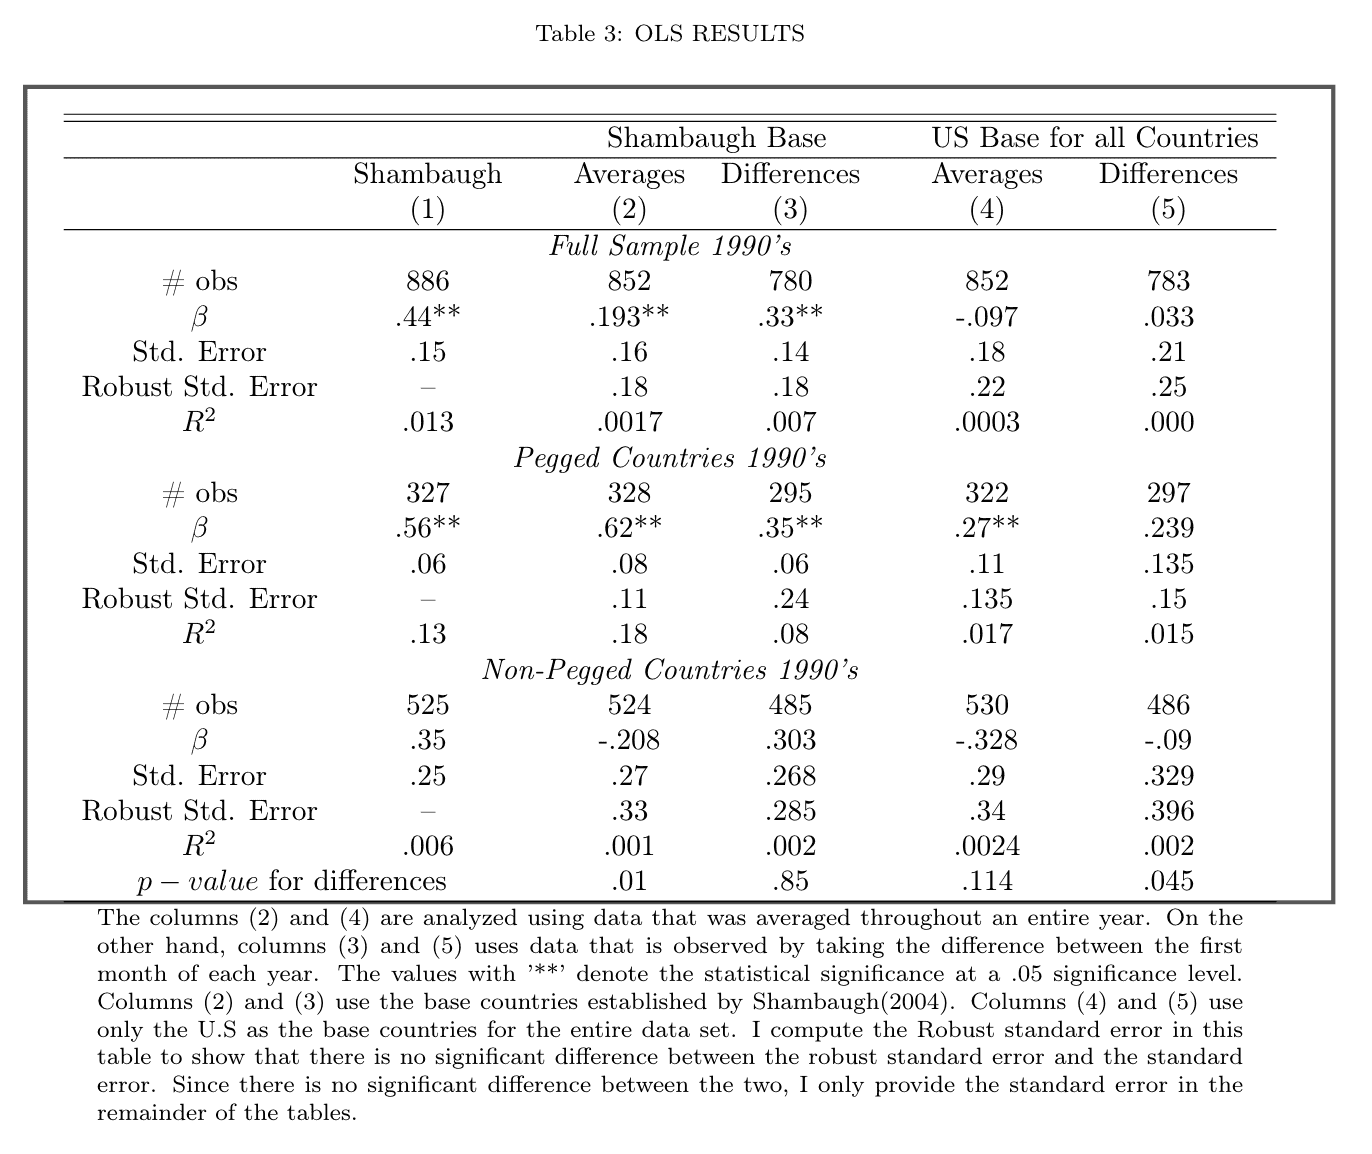 Table 3: OLS RESULTS
Shambaugh Base US Base for all Countries
Shambaugh Averages Differences Averages Differences
(1) (2) (3) (4) (5)
Full Sample 1990's
# obs 886 852 780 852 783
β .44** .193** .33** -.097 .033
Std. Error .15 .16 .14 .18 .21
Robust Std. Error – .18 .18 .22 .25
R² .013 .0017 .007 .0003 .000
Pegged Countries 1990's
# obs 327 328 295 322 297
β .56** .62** .35** .27** .239
Std. Error .06 .08 .06 .11 .135
Robust Std. Error – .11 .24 .135 .15
R² .13 .18 .08 .017 .015
Non-Pegged Countries 1990's
# obs 525 524 485 530 486
β .35 -.208 .303 -.328 -.09
Std. Error .25 .27 .268 .29 .329
Robust Std. Error – .33 .285 .34 .396
R² .006 .001 .002 .0024 .002
p − value for differences .01 .85 .114 .045
The columns (2) and (4) are analyzed using data that was averaged throughout an entire year. On the
other hand, columns (3) and (5) uses data that is observed by taking the difference between the first
month of each year. The values with '**' denote the statistical significance at a .05 significance level.
Columns (2) and (3) use the base countries established by Shambaugh(2004). Columns (4) and (5) use
only the U.S as the base countries for the entire data set. I compute the Robust standard error in this
table to show that there is no significant difference between the robust standard error and the standard
error. Since there is no significant difference between the two, I only provide the standard error in the
remainder of the tables.